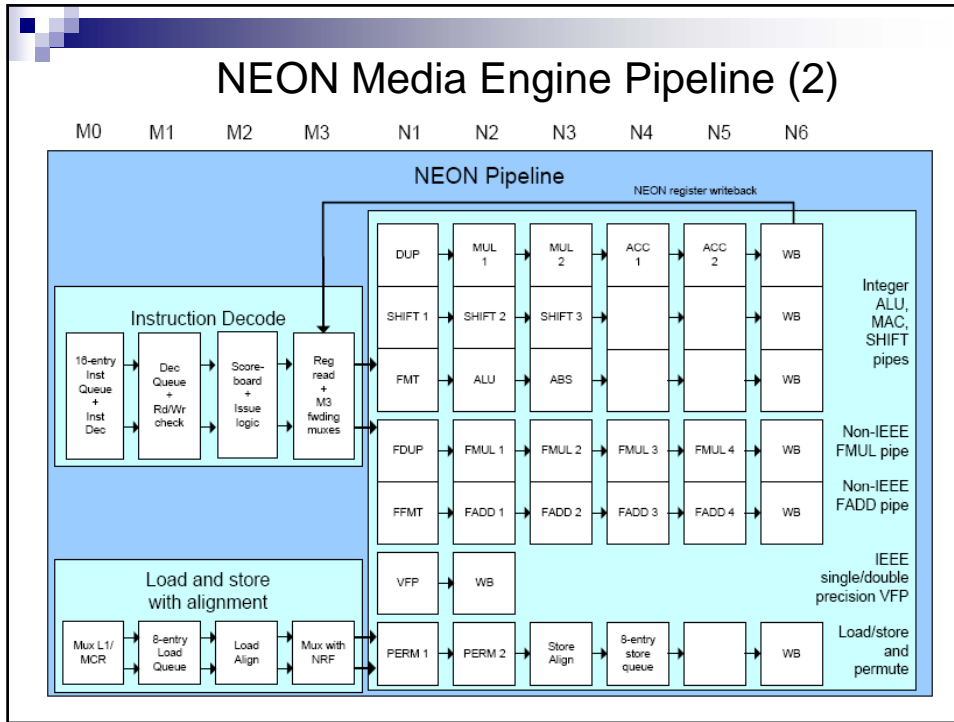 NEON Media Engine Pipeline (2)
M0 M1 M2 M3 N1 N2 N3 N4 N5 N6
NEON Pipeline
NEON register writeback
DUP
MUL
1
MUL
2
ACC
1
ACC
2
WB
Integer
ALU,
MAC,
SHIFT
pipes
Instruction Decode
SHIFT 1
SHIFT 2
SHIFT 3
WB
16-entry
Inst
Queue
+
Inst
Dec
Dec
Queue
+
Rd/Wr
check
Score-
board
+
Issue
logic
Reg
read
+
M3
fwding
muxes
FMT
ALU
ABS
WB
FDUP
FMUL 1
FMUL 2
FMUL 3
FMUL 4
WB
Non-IEEE
FMUL pipe
FFMT
FADD 1
FADD 2
FADD 3
FADD 4
WB
Non-IEEE
FADD pipe
Load and store
with alignment
VFP
WB
IEEE
single/double
precision VFP
Mux L1/
MCR
8-entry
Load
Queue
Load
Align
Mux with
NRF
PERM 1
PERM 2
Store
Align
8-entry
store
queue
WB
Load/store
and
permute